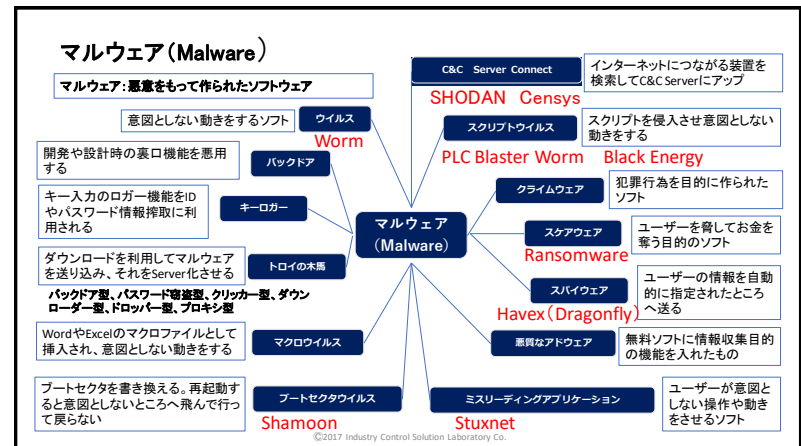 マルウェア(Malware)
マルウェア：悪意をもって作られたソフトウェア
意図としない動きをするソフト
ウイルス
Worm
開発や設計時の裏口機能を悪用
する
バックドア
キー入力のロガー機能をID
やパスワード情報搾取に利
用される
キーロガー
ダウンロードを利用してマルウェア
を送り込み、それをServer化させる
トロイの木馬
バックドア型、パスワード窃盗型、クリッカー型、ダウン
ローダー型、ドロッパー型、プロキシ型
WordやExcelのマクロファイルとして
挿入され、意図としない動きをする
マクロウイルス
ブートセクタを書き換える。再起動す
ると意図としないところへ飛んで行っ
て戻らない
ブートセクタウイルス
Shamoon
マルウェア
(Malware)
C&C Server Connect
インターネットにつながる装置を
検索してC&C Serverにアップ
SHODAN Censys
スクリプトウイルス
スクリプトを侵入させ意図としない
動きをする
PLC Blaster Worm Black Energy
クライムウェア
犯罪行為を目的に作られた
ソフト
スケアウェア
ユーザーを脅してお金を
奪う目的のソフト
Ransomware
スパイウェア
ユーザーの情報を自動
的に指定されたところ
へ送る
Havex(Dragonfly)
悪質なアドウェア
無料ソフトに情報収集目的
の機能を入れたもの
ミスリーディングアプリケーション
ユーザーが意図と
しない操作や動き
をさせるソフト
Stuxnet
©2017 Industry Control Solution Laboratory Co.